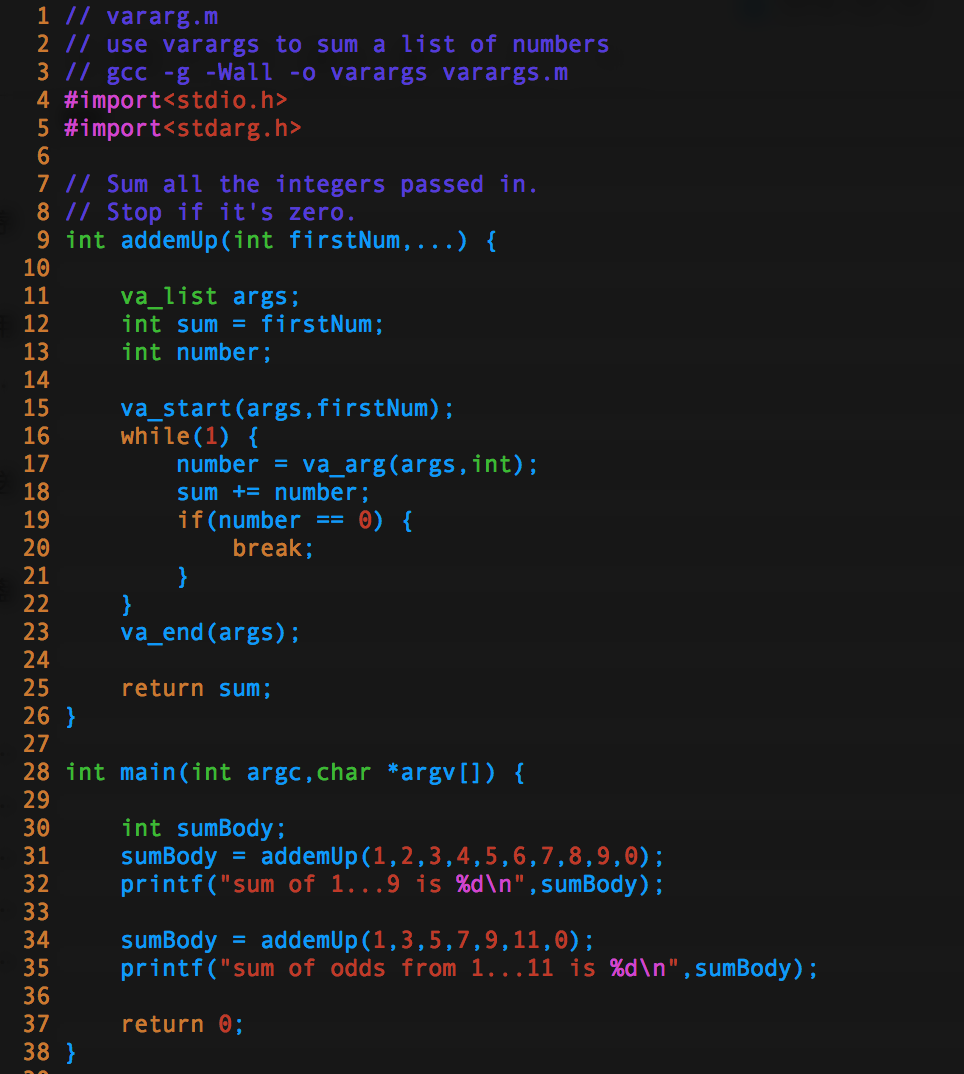 1 // vararg.m
2 // use varargs to sum a list of numbers
3 // gcc -g -Wall -o varargs varargs.m
4 #import<stdio.h>
5 #import<stdarg.h>
6
7 // Sum all the integers passed in.
8 // Stop if it's zero.
9 int addemUp(int firstNum,...) {
10
11     va_list args;
12     int sum = firstNum;
13     int number;
14
15     va_start(args,firstNum);
16     while(1) {
17         number = va_arg(args,int);
18         sum += number;
19         if(number == 0) {
20             break;
21         }
22     }
23     va_end(args);
24
25     return sum;
26 }
27
28 int main(int argc,char *argv[]) {
29
30     int sumBody;
31     sumBody = addemUp(1,2,3,4,5,6,7,8,9,0);
32     printf("sum of 1...9 is %d\n",sumBody);
33
34     sumBody = addemUp(1,3,5,7,9,11,0);
35     printf("sum of odds from 1...11 is %d\n",sumBody);
36
37     return 0;
38 }